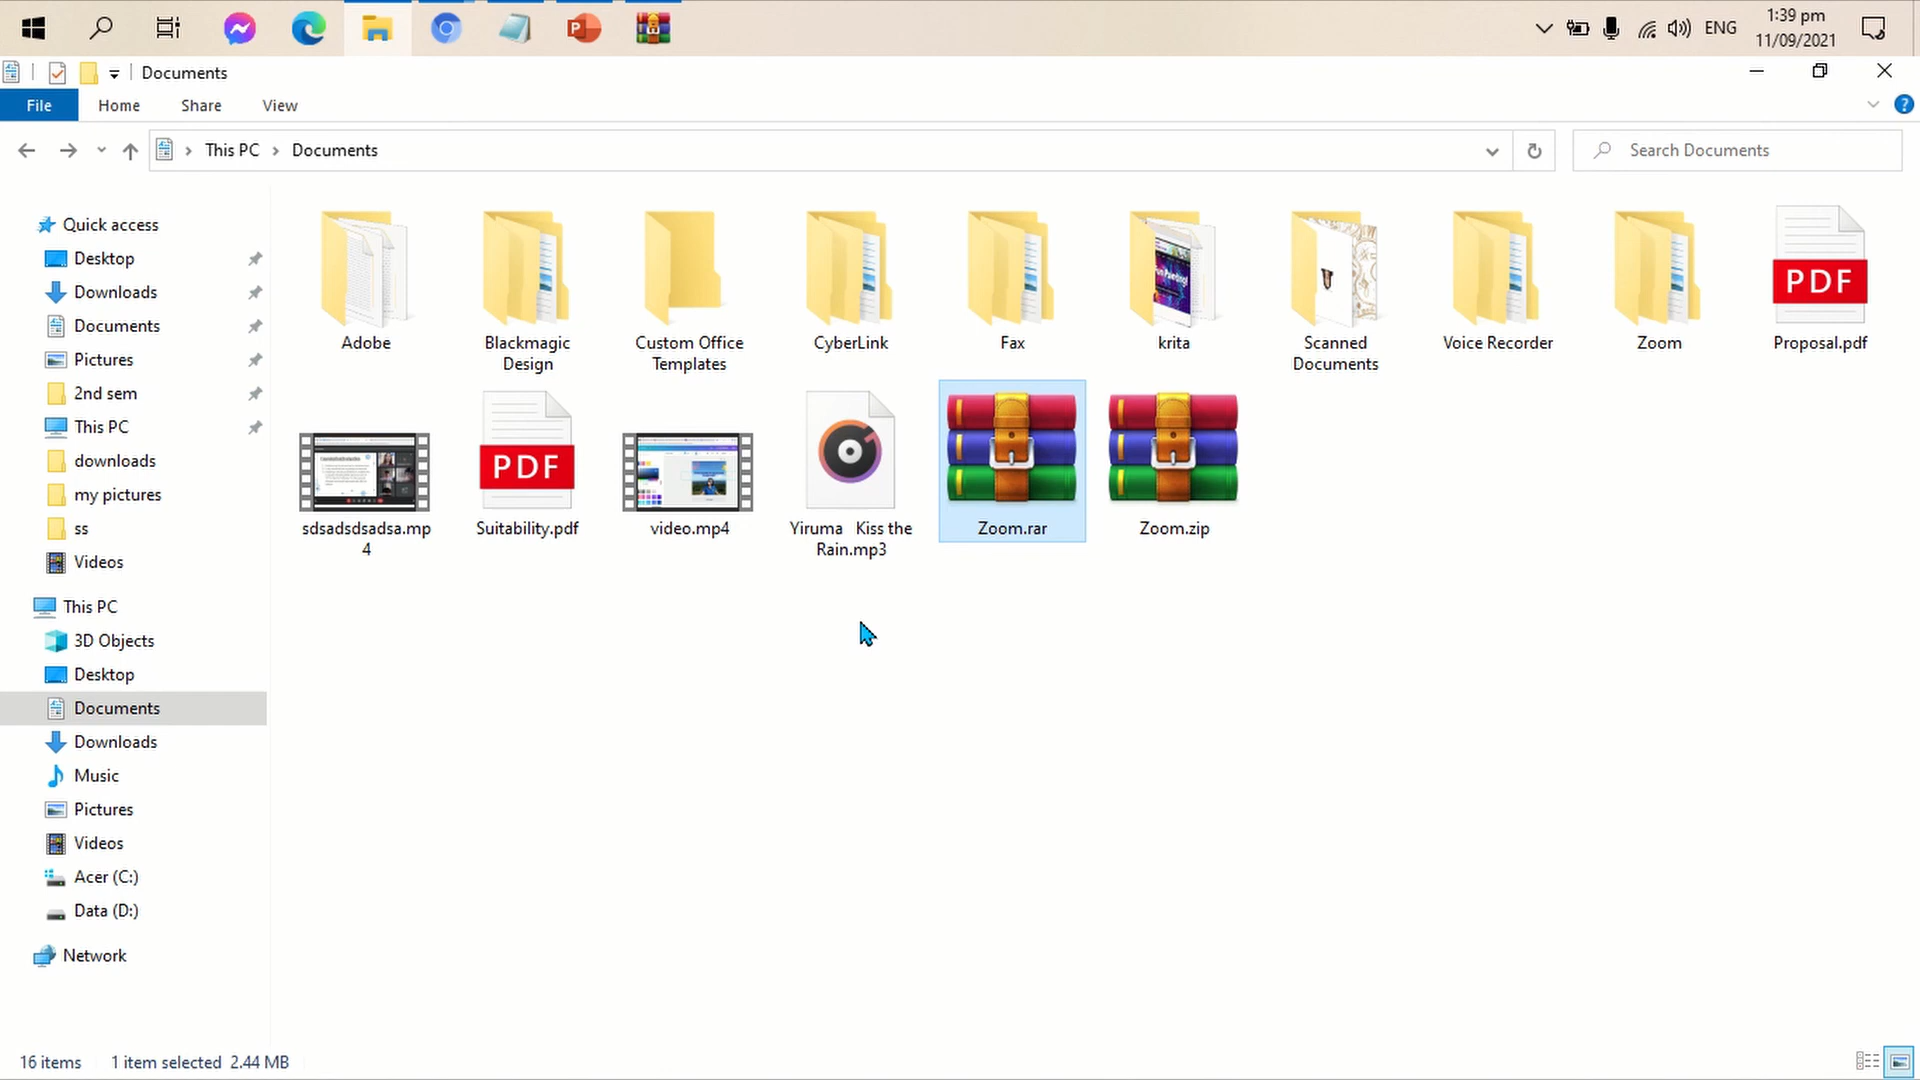 ENG
1:39 pm
11/09/2021
Documents
File Home Share View
This PC Documents
Search Documents
Quick access
Desktop
Downloads
Documents
Pictures
2nd sem
This PC
downloads
my pictures
ss
Videos
This PC
3D Objects
Desktop
Documents
Downloads
Music
Pictures
Videos
Acer (C:)
Data (D:)
Network
PDF
Adobe
Blackmagic
Design
Custom Office
Templates
CyberLink
Fax
krita
Scanned
Documents
Voice Recorder
Zoom
Proposal.pdf
PDF
sdsadsdsadsa.mp
4
Suitability.pdf
video.mp4
Yiruma   Kiss the
Rain.mp3
Zoom.rar
Zoom.zip
16 items 1 item selected 2.44 MB